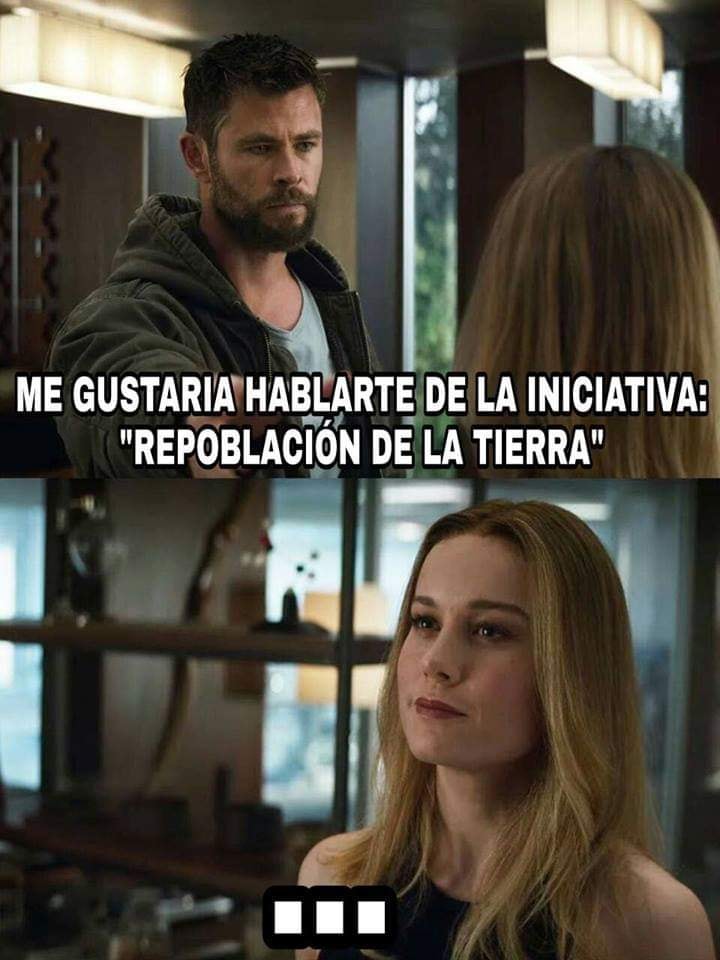 ME GUSTARIA HABLARTE DE LA INICIATIVA:
"REPOBLACIÓN DE LA TIERRA"
...